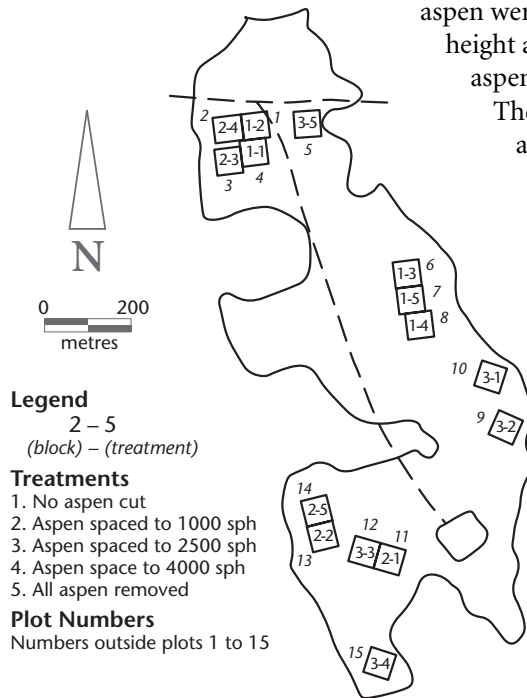 aspen wer
height a
aspen
The
a
2
2-4
1-2
1
3-5
5
2-3
1-1
3
4
N
0 200
metres
1-3
6
1-5
7
1-4
8
10
3-1
9
3-2
Legend
2 – 5
(block) – (treatment)
Treatments
1. No aspen cut
2. Aspen spaced to 1000 sph
3. Aspen spaced to 2500 sph
4. Aspen space to 4000 sph
5. All aspen removed
Plot Numbers
Numbers outside plots 1 to 15
14
2-5
2-2
13
12
11
3-3
2-1
15
3-4